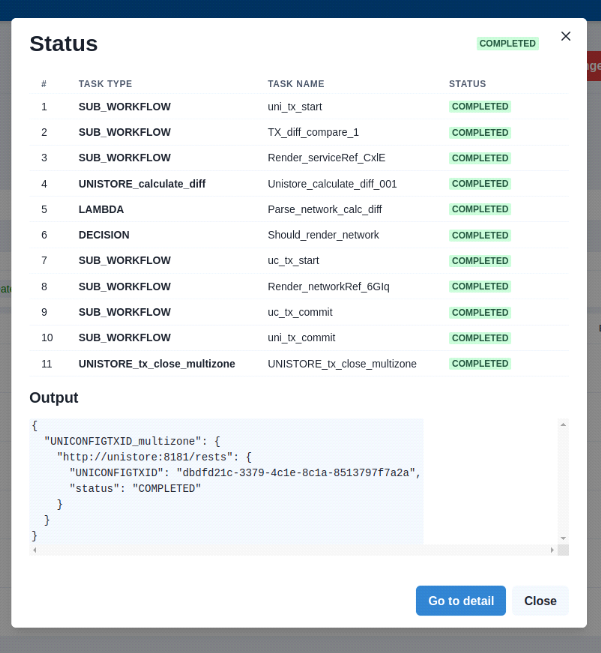 Status
COMPLETED
# TASK TYPE TASK NAME STATUS
1 SUB_WORKFLOW uni_tx_start COMPLETED
2 SUB_WORKFLOW TX_diff_compare_1 COMPLETED
3 SUB_WORKFLOW Render_serviceRef_CxlE COMPLETED
4 UNISTORE_calculate_diff Unistore_calculate_diff_001 COMPLETED
5 LAMBDA Parse_network_calc_diff COMPLETED
6 DECISION Should_render_network COMPLETED
7 SUB_WORKFLOW uc_tx_start COMPLETED
8 SUB_WORKFLOW Render_networkRef_6GIq COMPLETED
9 SUB_WORKFLOW uc_tx_commit COMPLETED
10 SUB_WORKFLOW uni_tx_commit COMPLETED
11 UNISTORE_tx_close_multizone UNISTORE_tx_close_multizone COMPLETED
Output
{
"UNICONFIGTXID_multizone": {
"http://unistore:8181/rests": {
"UNICONFIGTXID": "dbdfd21c-3379-4c1e-8c1a-8513797f7a2a",
"status": "COMPLETED"
}
}
}
Go to detail Close